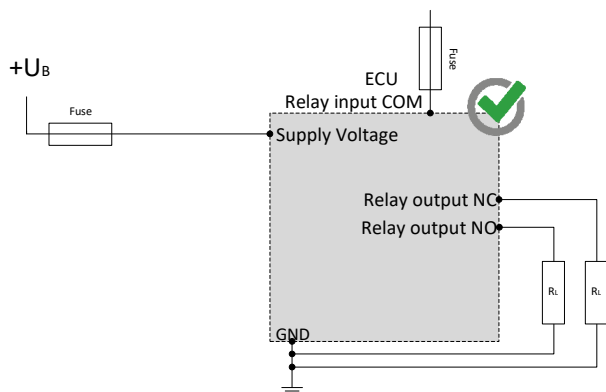 +UB
Fuse
Fuse
ECU
Relay input COM
Supply Voltage
Relay output NC
Relay output NO
RL
RL
GND